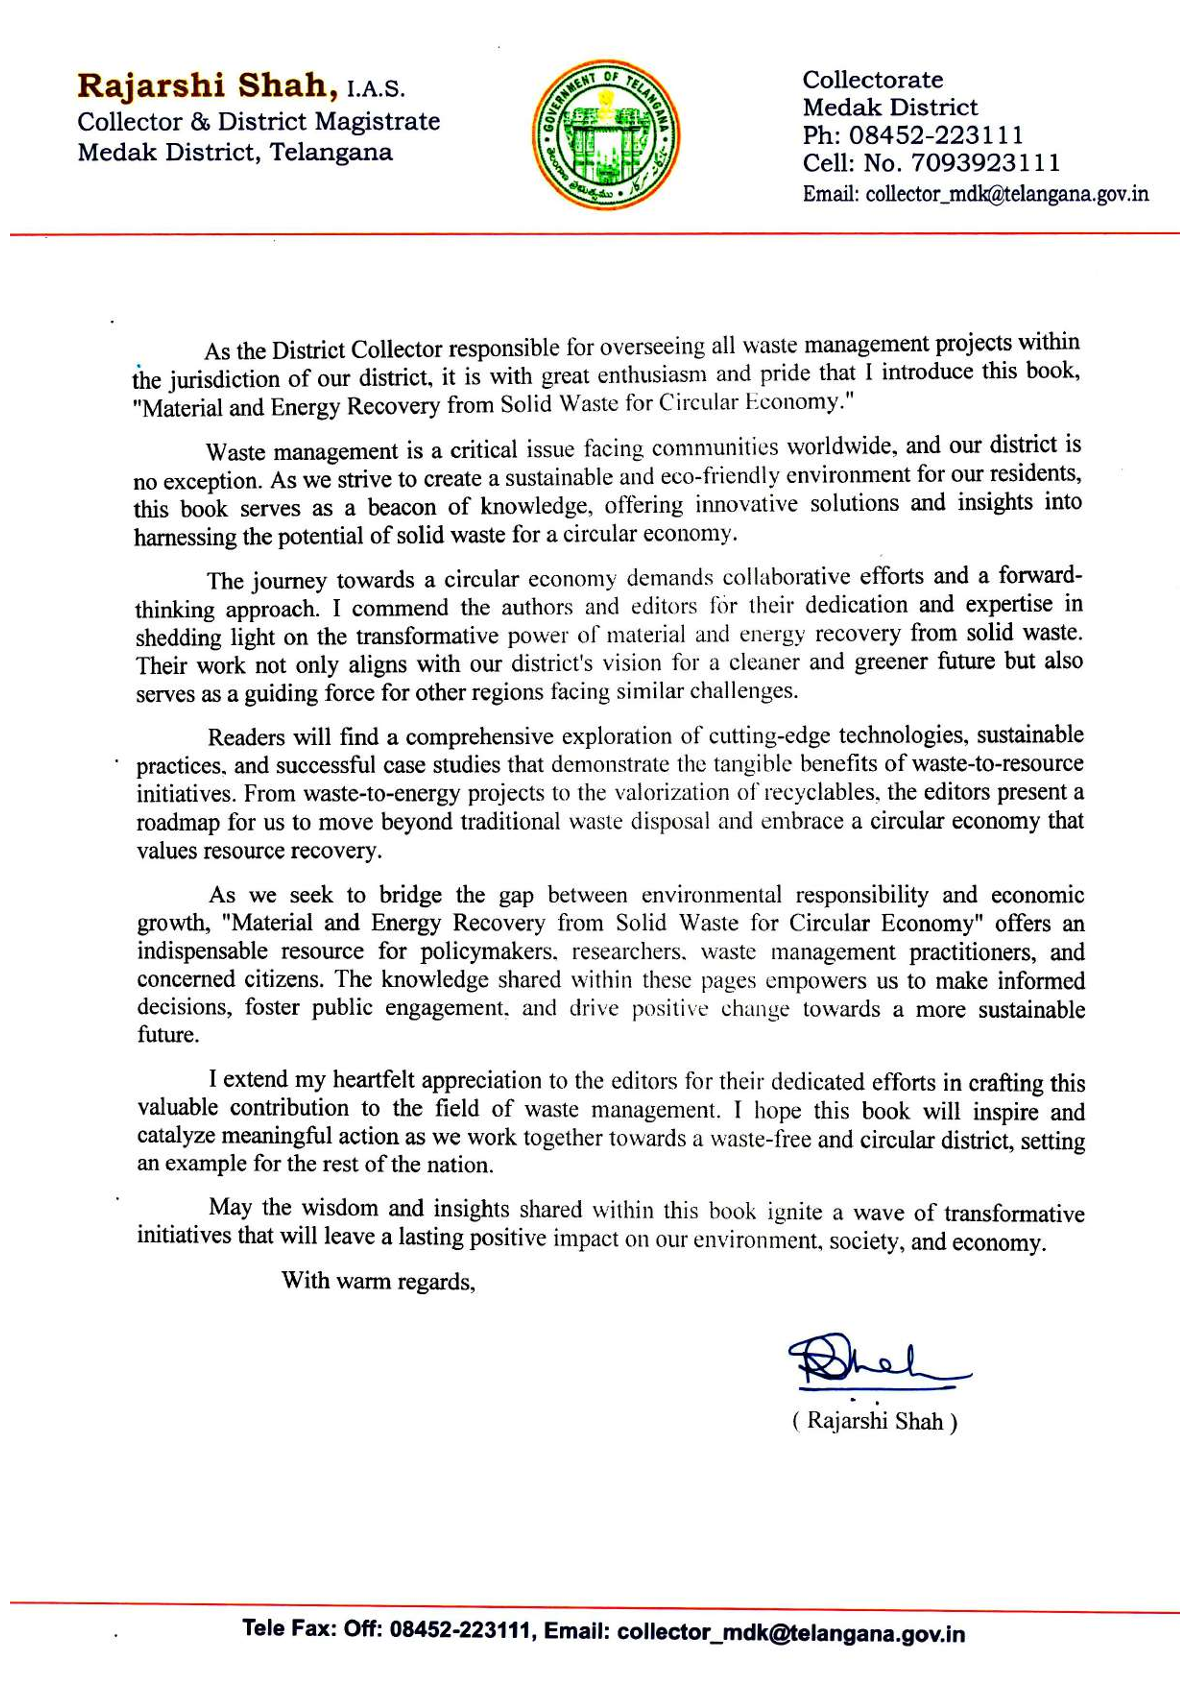 Rajarshi Shah, I.A.S.
Collector & District Magistrate
Medak District, Telangana
GOVERNMENT OF TELANGANA
Collectorate
Medak District
Ph: 08452-223111
Cell: No. 7093923111
Email: collector_mdk@telangana.gov.in
As the District Collector responsible for overseeing all waste management projects within
the jurisdiction of our district, it is with great enthusiasm and pride that I introduce this book,
"Material and Energy Recovery from Solid Waste for Circular Economy."
Waste management is a critical issue facing communities worldwide, and our district is
no exception. As we strive to create a sustainable and eco-friendly environment for our residents,
this book serves as a beacon of knowledge, offering innovative solutions and insights into
harnessing the potential of solid waste for a circular economy.
The journey towards a circular economy demands collaborative efforts and a forward-
thinking approach. I commend the authors and editors for their dedication and expertise in
shedding light on the transformative power of material and energy recovery from solid waste.
Their work not only aligns with our district's vision for a cleaner and greener future but also
serves as a guiding force for other regions facing similar challenges.
Readers will find a comprehensive exploration of cutting-edge technologies, sustainable
practices, and successful case studies that demonstrate the tangible benefits of waste-to-resource
initiatives. From waste-to-energy projects to the valorization of recyclables, the editors present a
roadmap for us to move beyond traditional waste disposal and embrace a circular economy that
values resource recovery.
As we seek to bridge the gap between environmental responsibility and economic
growth, "Material and Energy Recovery from Solid Waste for Circular Economy" offers an
indispensable resource for policymakers, researchers, waste management practitioners, and
concerned citizens. The knowledge shared within these pages empowers us to make informed
decisions, foster public engagement, and drive positive change towards a more sustainable
future.
I extend my heartfelt appreciation to the editors for their dedicated efforts in crafting this
valuable contribution to the field of waste management. I hope this book will inspire and
catalyze meaningful action as we work together towards a waste-free and circular district, setting
an example for the rest of the nation.
May the wisdom and insights shared within this book ignite a wave of transformative
initiatives that will leave a lasting positive impact on our environment, society, and economy.
With warm regards,
RShah
( Rajarshi Shah )
Tele Fax: Off: 08452-223111, Email: collector_mdk@telangana.gov.in